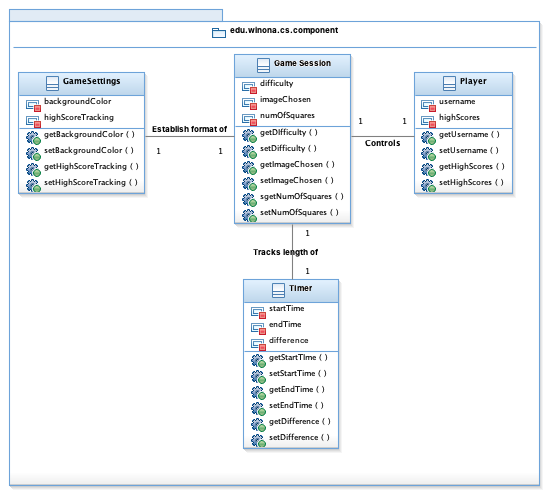 edu.winona.cs.component
GameSettings
backgroundColor
highScoreTracking
getBackgroundColor ( )
setBackgroundColor ( )
getHighScoreTracking ( )
setHighScoreTracking ( )
Establish format of
1
1
Game Session
difficulty
imageChosen
numOfSquares
getDIfficulty ( )
setDifficulty ( )
getImageChosen ( )
setImageChosen ( )
sgetNumOfSquares ( )
setNumOfSquares ( )
1
1
Controls
Player
username
highScores
getUsername ( )
setUsername ( )
getHighScores ( )
setHighScores ( )
1
Tracks length of
1
Timer
startTime
endTime
difference
getStartTIme ( )
setStartTime ( )
getEndTime ( )
setEndTime ( )
getDifference ( )
setDifference ( )